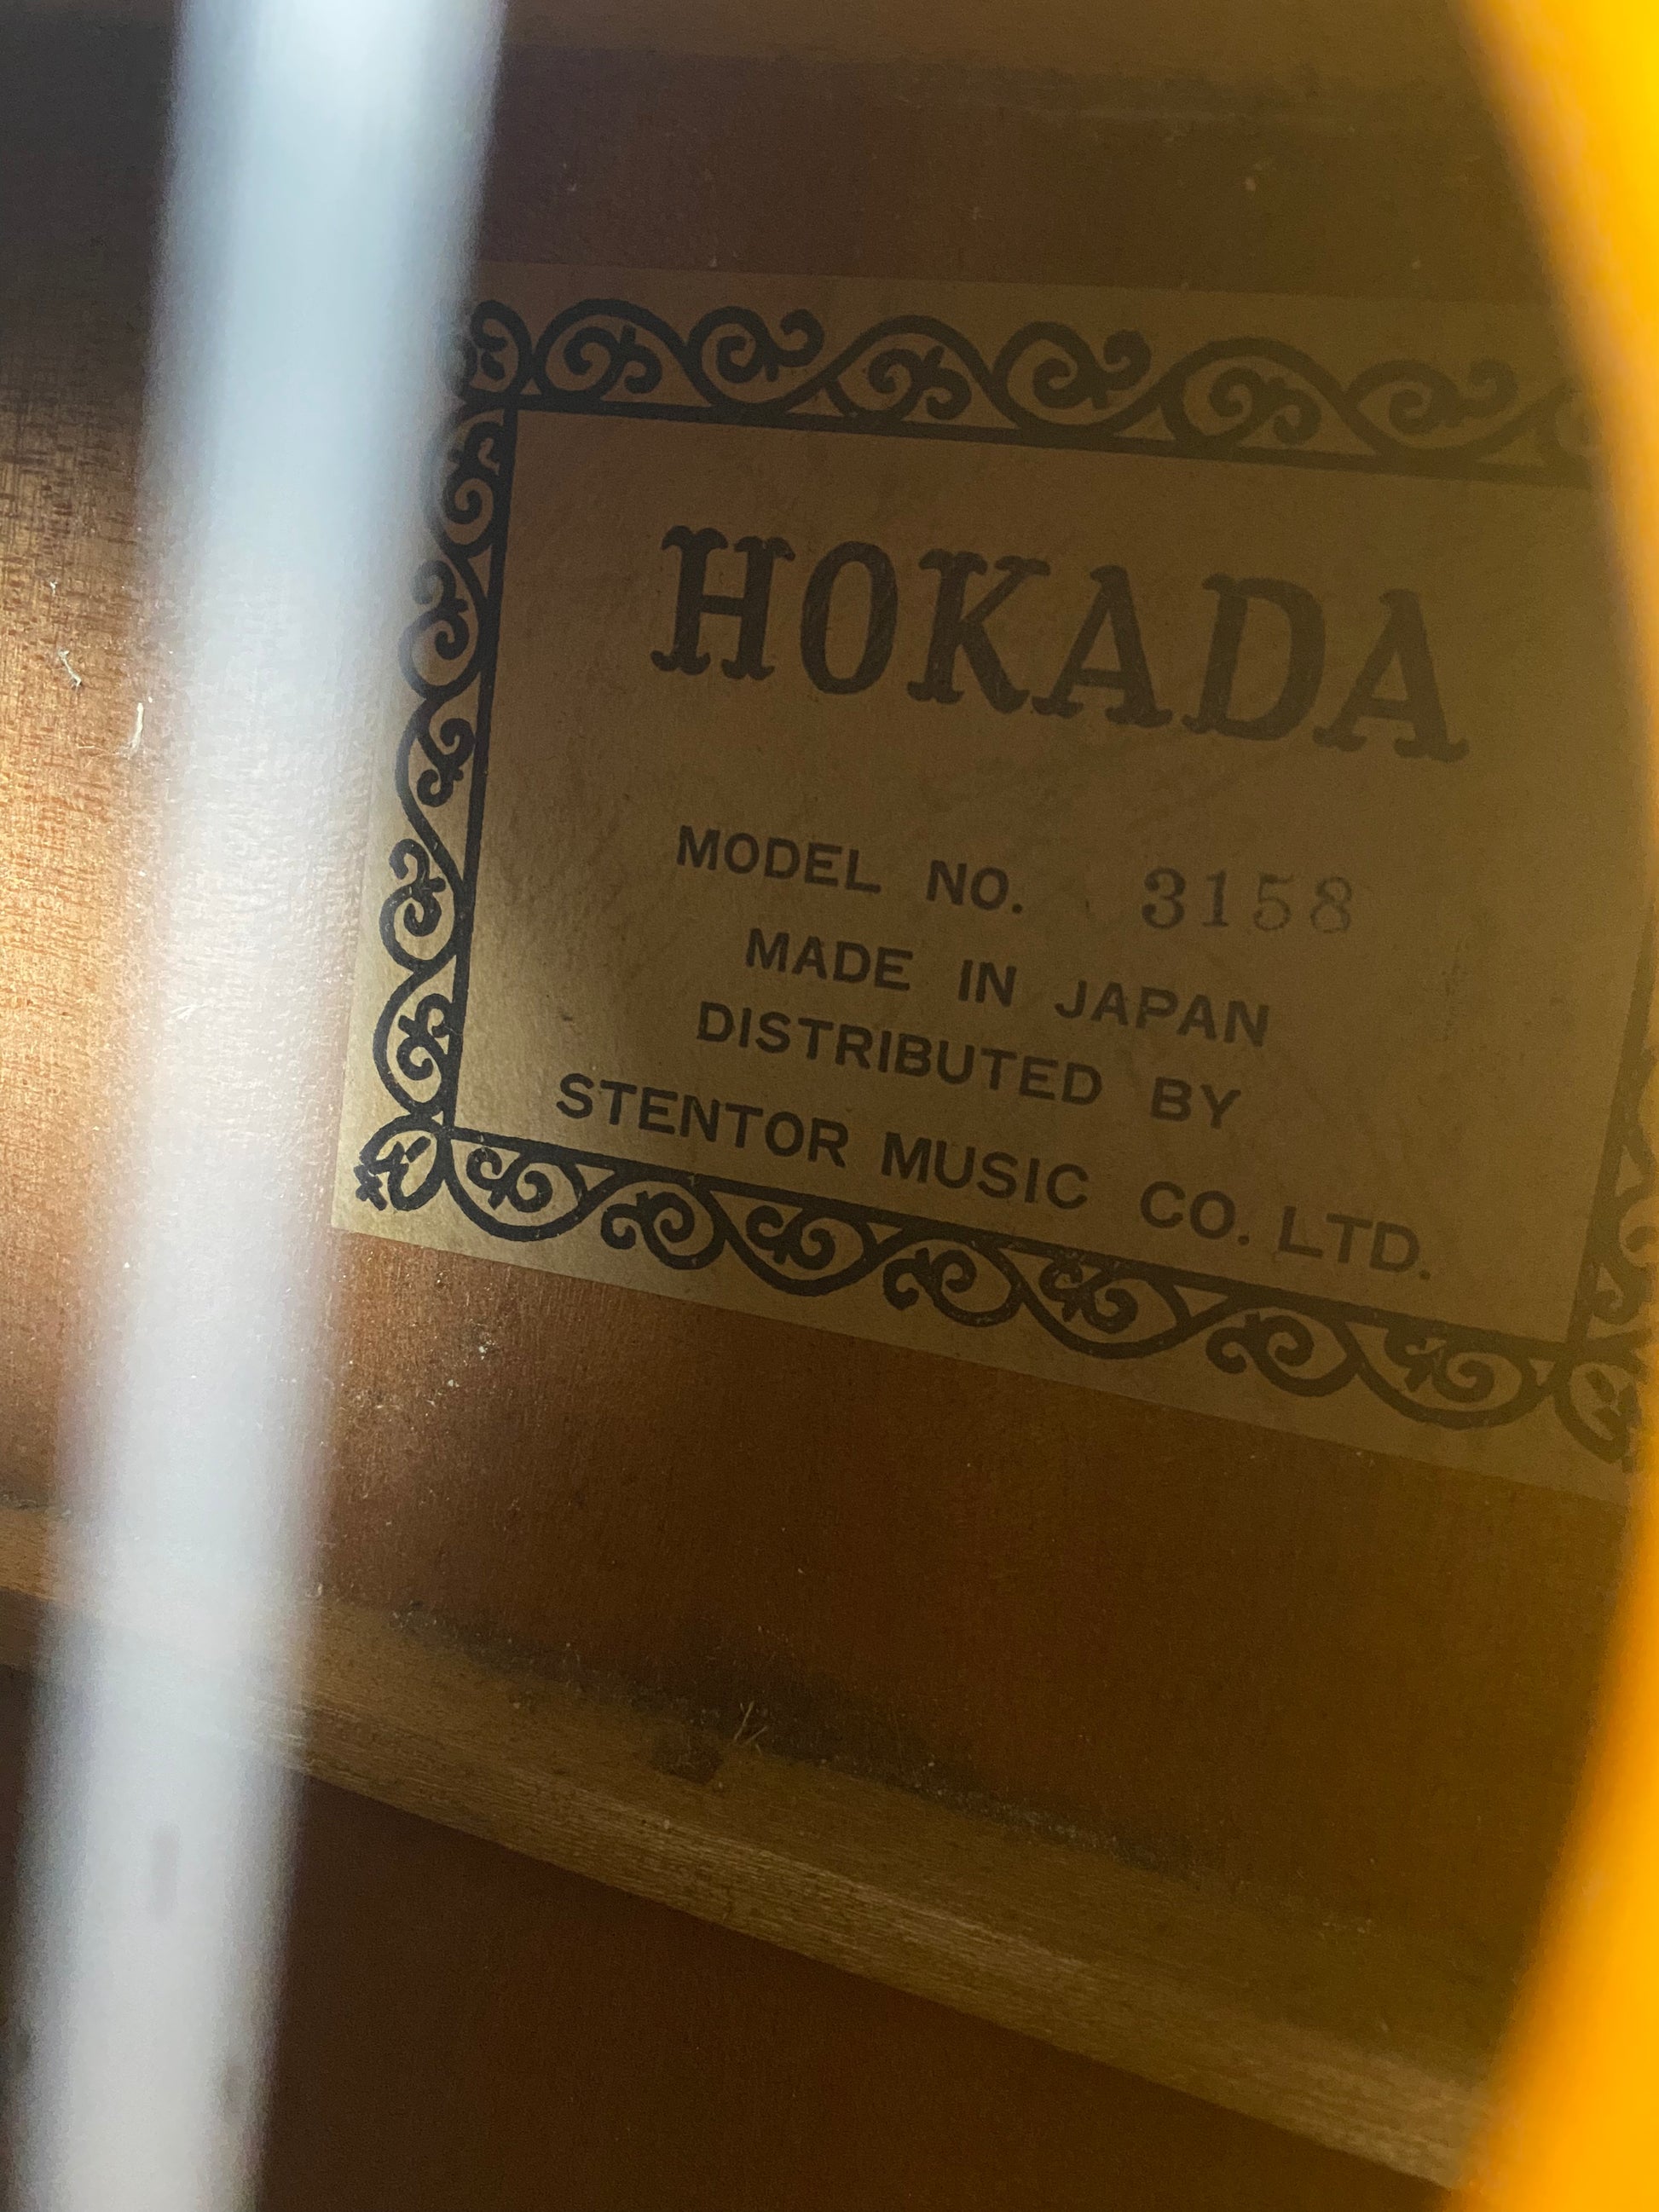 HOKADA
MODEL NO. 3158
MADE IN JAPAN
DISTRIBUTED BY
STENTOR MUSIC CO. LTD.